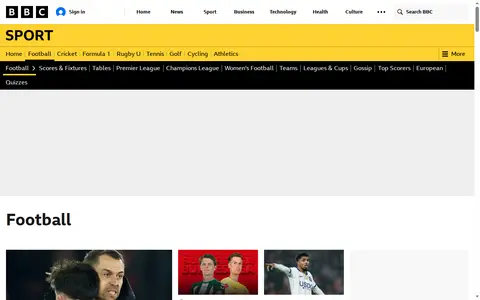 BBC Sign in Home News Sport Business Technology Health Culture Search BBC
SPORT
Home Football Cricket Formula 1 Rugby U Tennis Golf Cycling Athletics More
Football Scores & Fixtures Tables Premier League Champions League Women's Football Teams Leagues & Cups Gossip Top Scorers European
Quizzes
Football